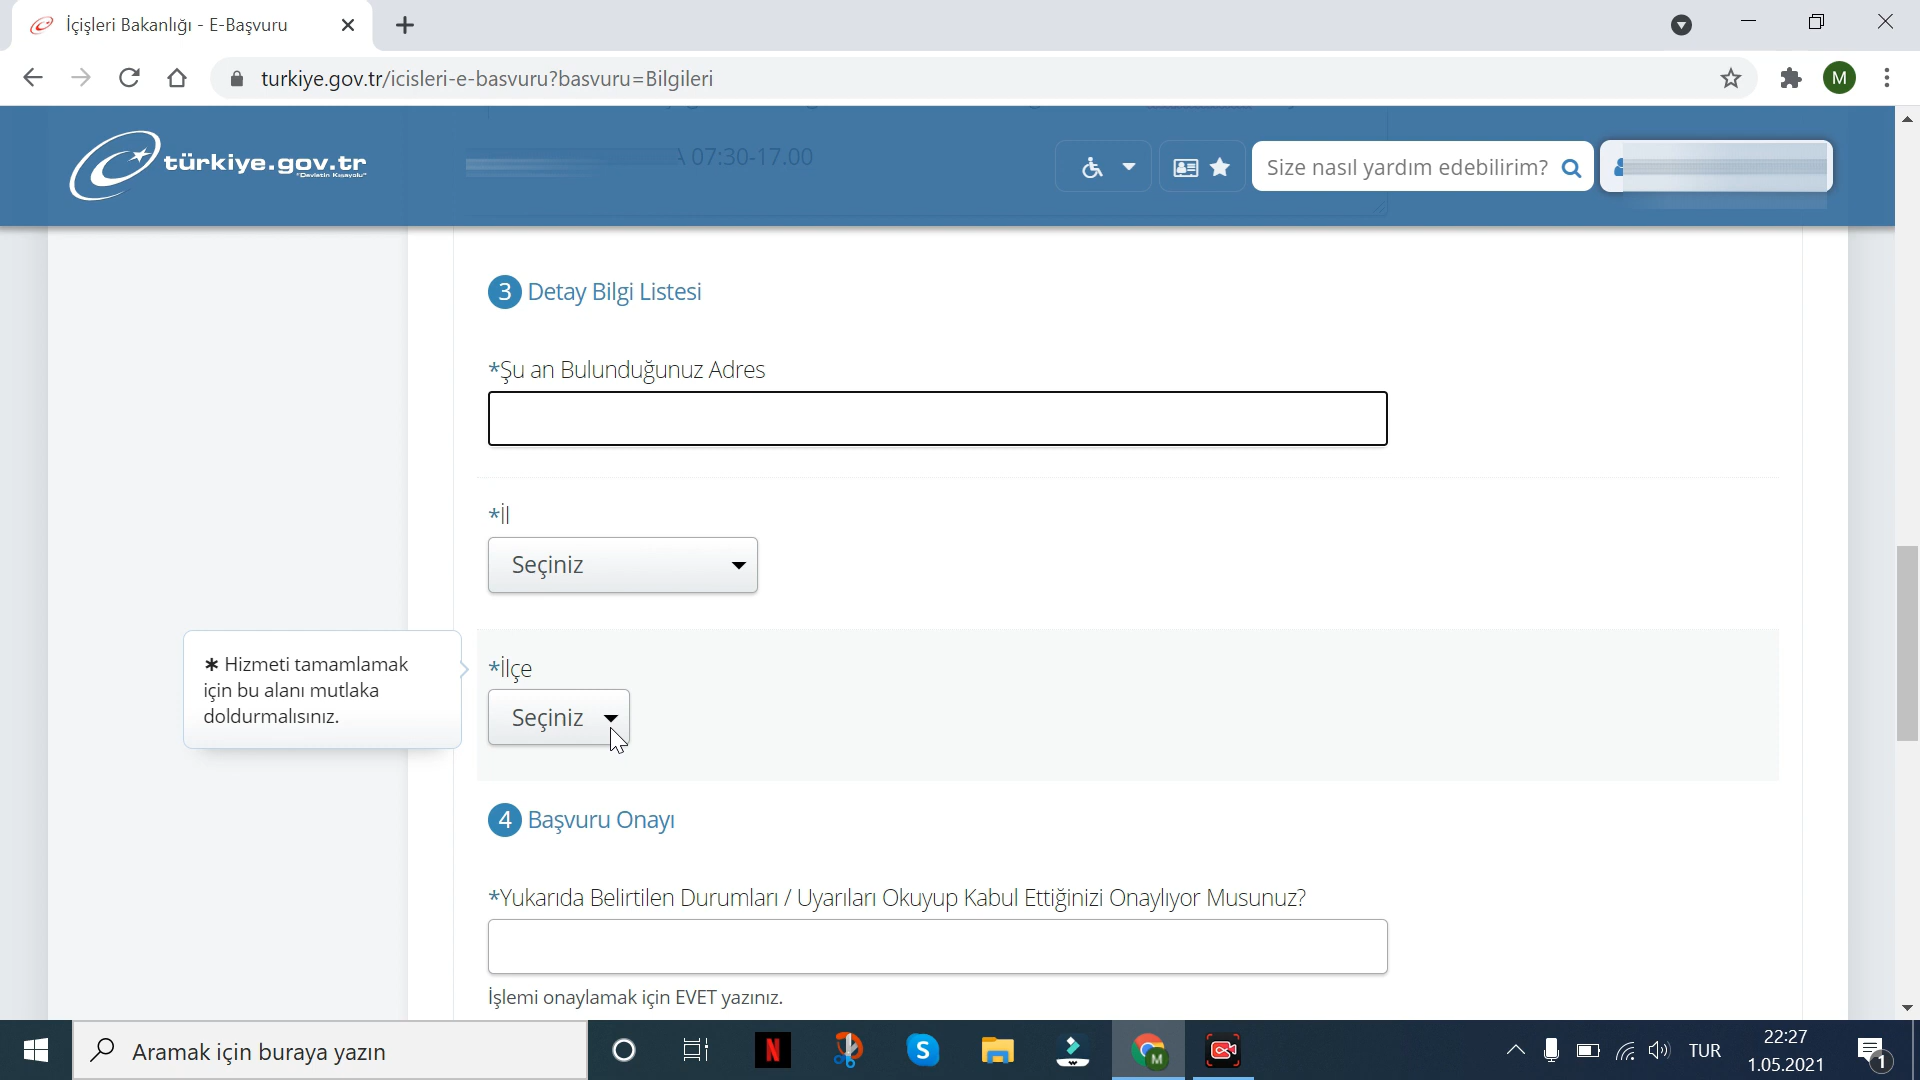 İçişleri Bakanlığı - E-Başvuru
turkiye.gov.tr/icisleri-e-basvuru?basvuru=Bilgileri
M
türkiye.gov.tr
"Devletin Kısayolu"
07:30-17.00
Size nasıl yardım edebilirim?
3 Detay Bilgi Listesi
*Şu an Bulunduğunuz Adres
*İl
Seçiniz
* Hizmeti tamamlamak
için bu alanı mutlaka
doldurmalısınız.
*İlçe
Seçiniz
4 Başvuru Onayı
*Yukarıda Belirtilen Durumları / Uyarıları Okuyup Kabul Ettiğinizi Onaylıyor Musunuz?
İşlemi onaylamak için EVET yazınız.
Aramak için buraya yazın
N
S
M
TUR
22:27
1.05.2021
1